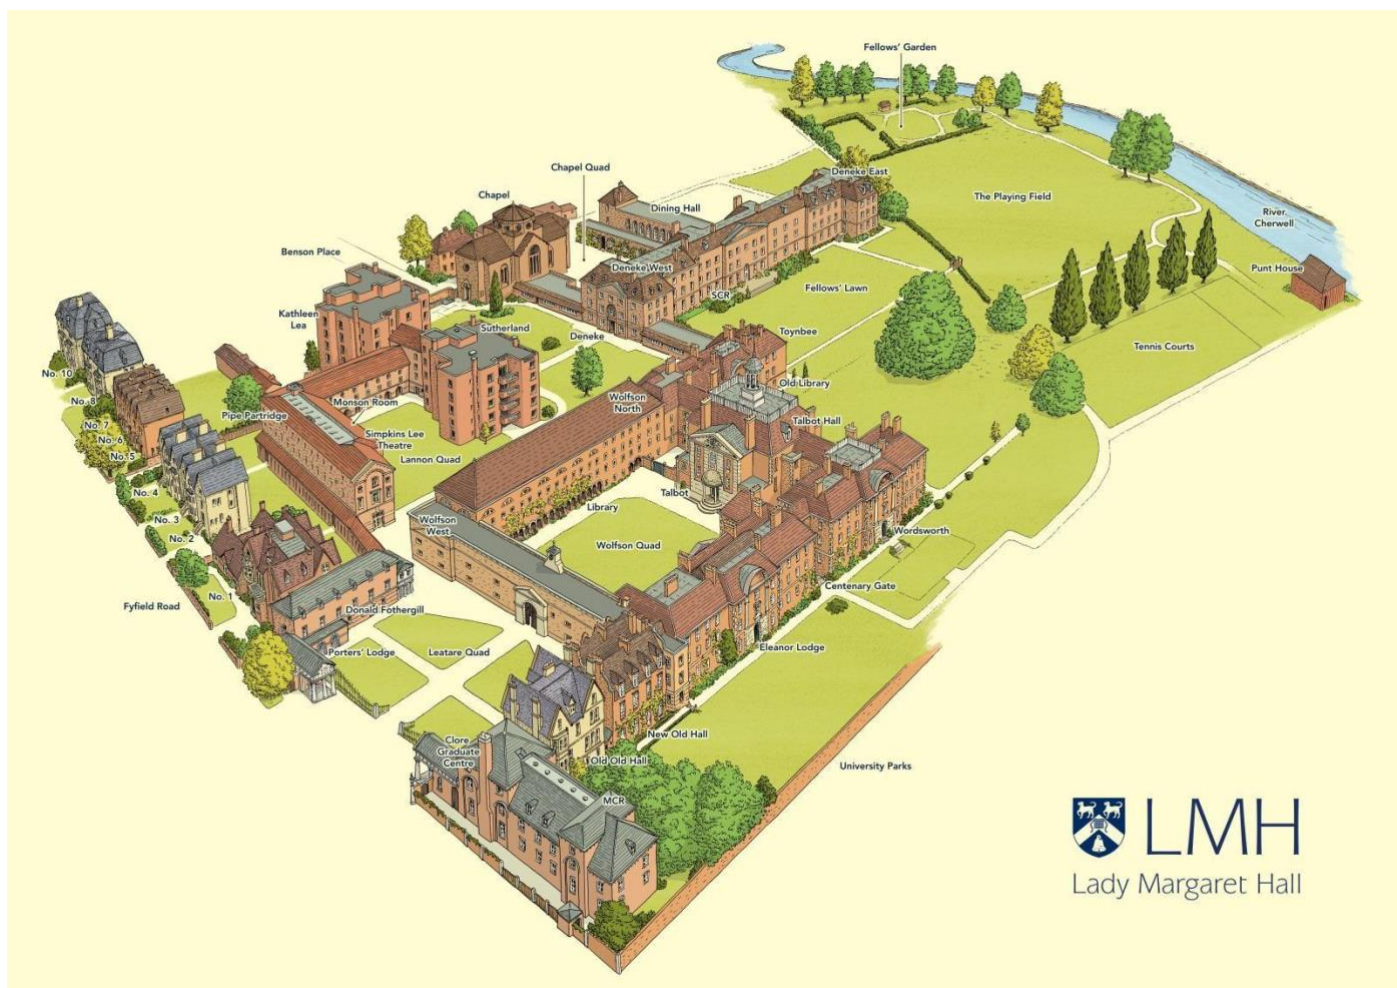 Fellows' Garden
Chapel Quad
Deneke East
Chapel
Dining Hall
The Playing Field
River
Cherwell
Benson Place
Deneke West
Punt House
Fellows' Lawn
SCR
Kathleen
Lea
Sutherland
Deneke
Toynbee
Tennis Courts
No. 10
Old Library
Wolfson
North
No. 8
Monson Room
Pipe Partridge
Talbot Hall
No. 7
No. 6
Simpkins Lee
Theatre
No. 5
Lannon Quad
No. 4
Talbot
Library
No. 3
Wolfson
West
Wordsworth
No. 2
Wolfson Quad
Centenary Gate
No. 1
Fyfield Road
Donald Fothergill
Eleanor Lodge
Porters' Lodge
Leatare Quad
New Old Hall
Clore
Graduate
Centre
Old Old Hall
University Parks
MCR
LMH
Lady Margaret Hall